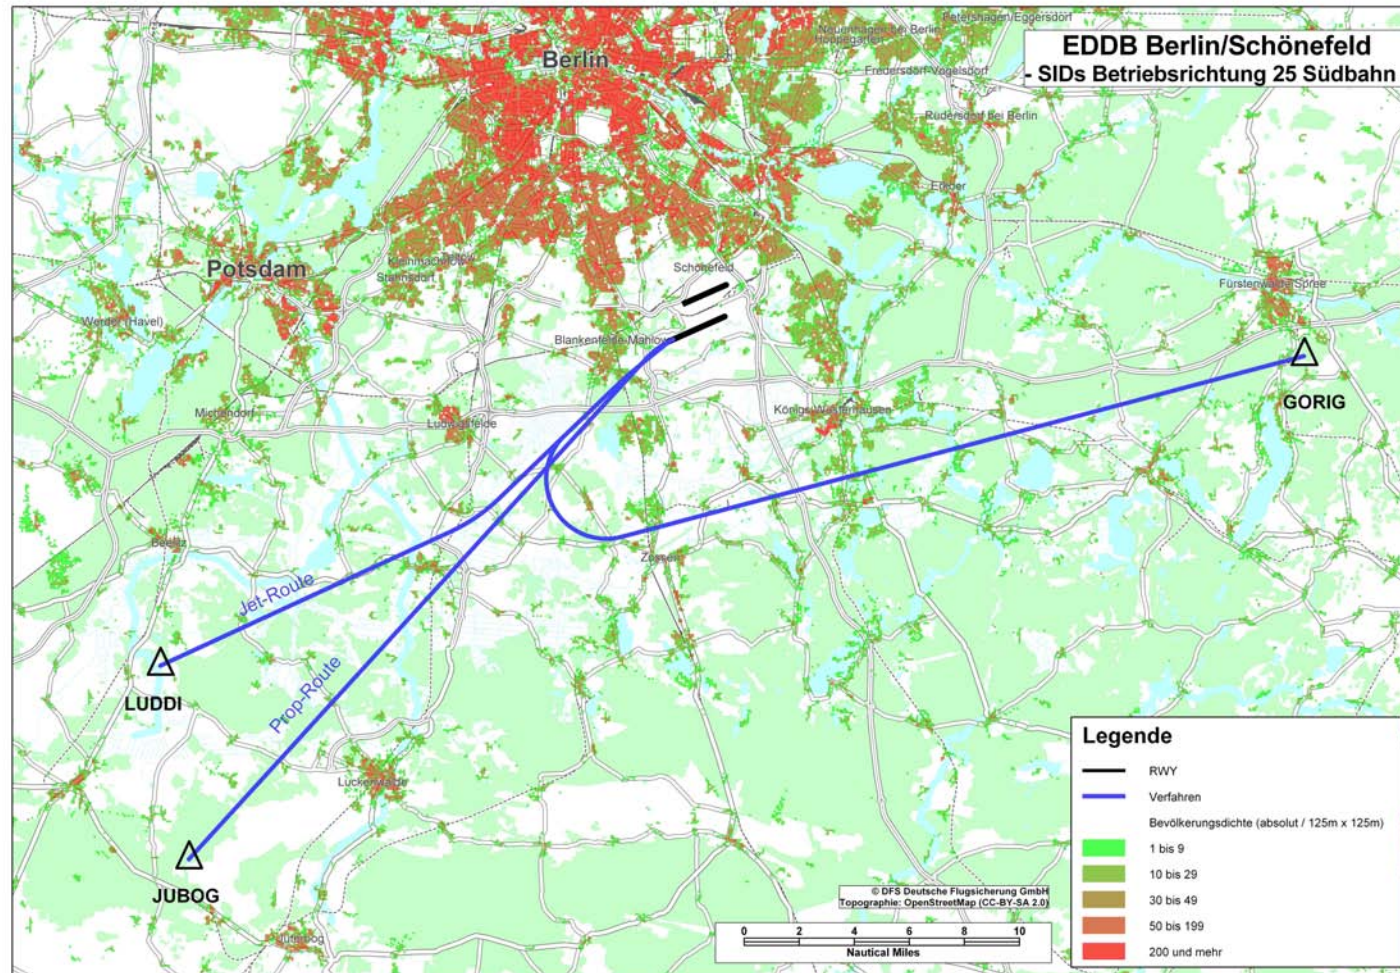 Petershagen/Eggersdorf
Neuenhagen bei Berlin
Hoppegarten
EDDB Berlin/Schönefeld
- SIDs Betriebsrichtung 25 Südbahn
Berlin
Fredersdorf-Vogelsdorf
Rüdersdorf bei Berlin
Erkner
Potsdam
Kleinmachnow
Stahnsdorf
Schönefeld
Fürstenwalde/Spree
Werder (Havel)
Blankenfelde-Mahlow
GORIG
Michendorf
Ludwigsfelde
Königs Wusterhausen
Beelitz
Zossen
Jet-Route
LUDDI
Prop-Route
Luckenwalde
JUBOG
Jüterbog
Legende
RWY
Verfahren
Bevölkerungsdichte (absolut / 125m x 125m)
1 bis 9
10 bis 29
30 bis 49
50 bis 199
200 und mehr
© DFS Deutsche Flugsicherung GmbH
Topographie: OpenStreetMap (CC-BY-SA 2.0)
0 2 4 6 8 10
Nautical Miles